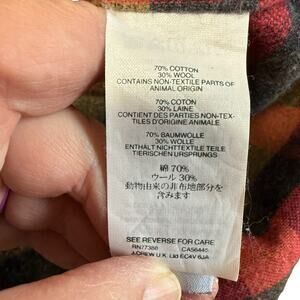 70% COTTON
30% WOOL
CONTAINS NON-TEXTILE PARTS OF
ANIMAL ORIGIN
70% COTON
30% LAINE
CONTIENT DES PARTIES NON-TEX-
TILES D'ORIGINE ANIMALE
70% BAUMWOLLE
30% WOLLE
ENTHÄLT NICHTTEXTILE TEILE
TIERISCHEN URSPRUNGS
綿 70%
ウール 30%
動物由来の非布地部分を
含みます
SEE REVERSE FOR CARE
RN77388 CA56445
J.CREW U.K. Ltd EC4V 6JA